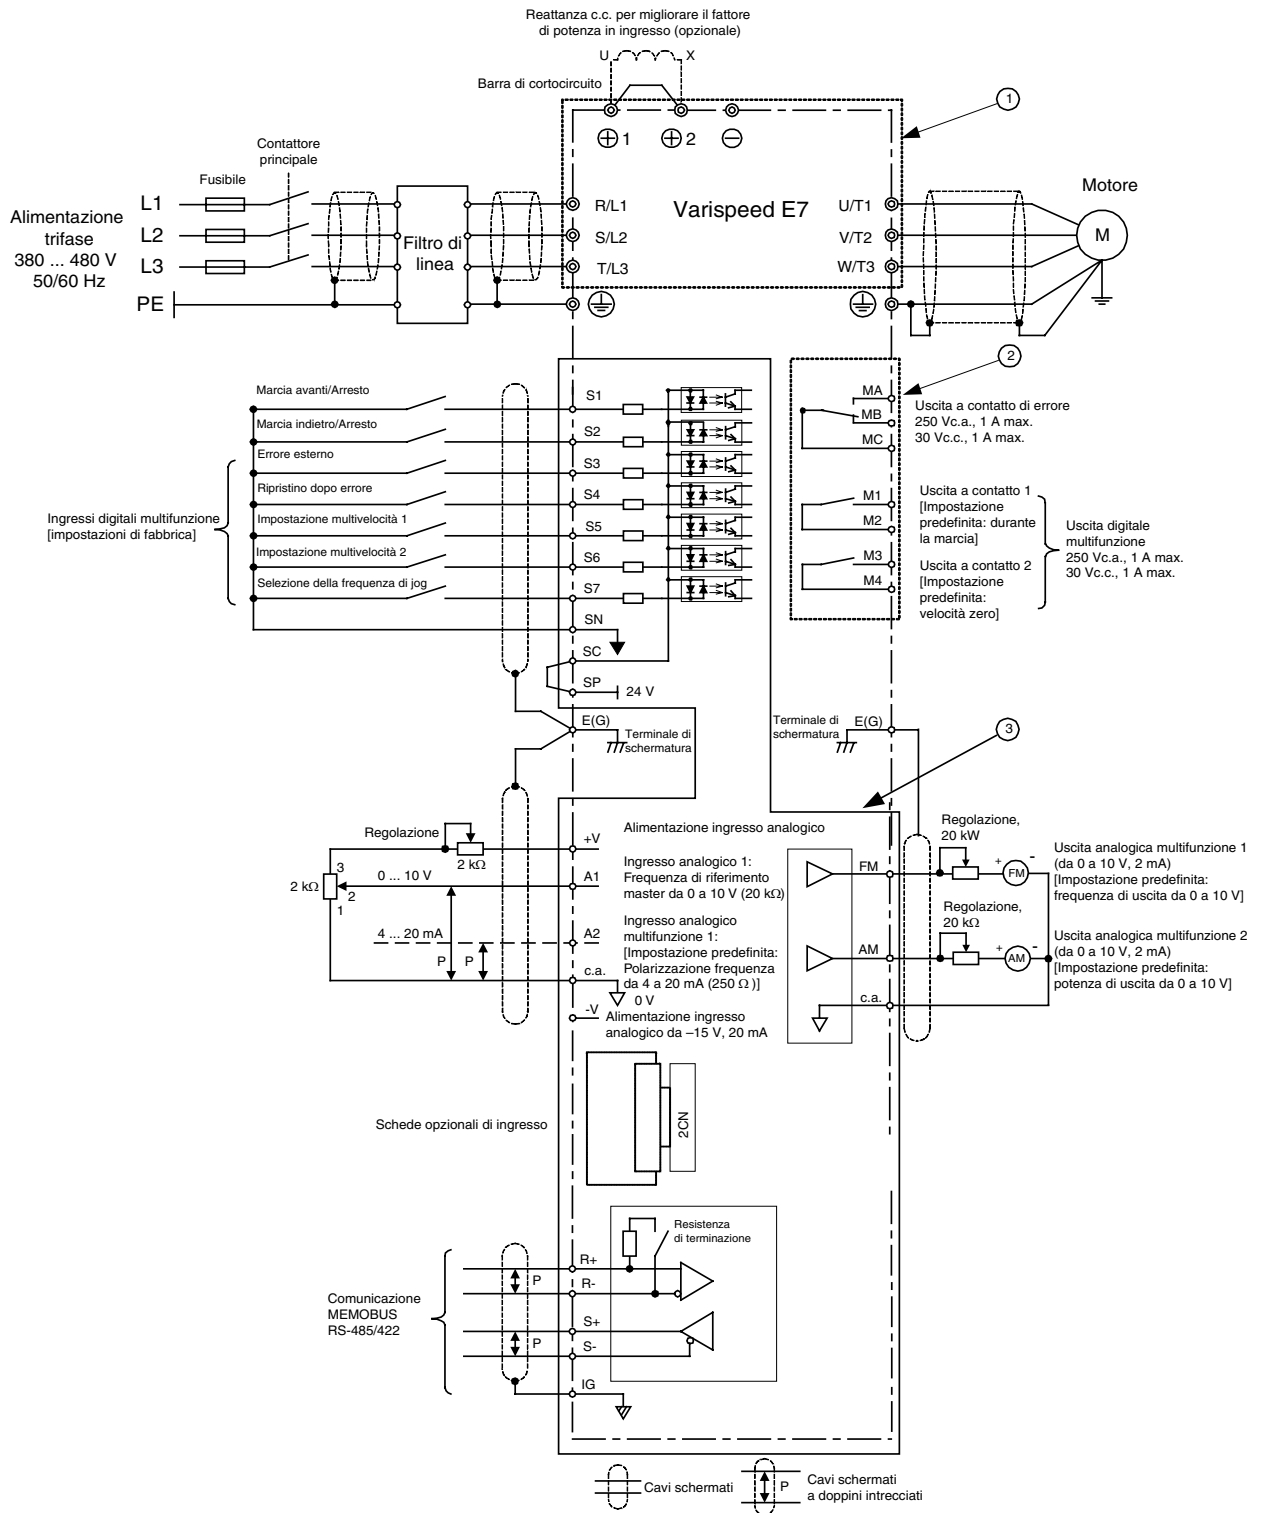 Reattanza c.c. per migliorare il fattore
di potenza in ingresso (opzionale)
U
X
Barra di cortocircuito
1
1
2
Contattore
principale
Fusibile
Motore
L1
L2
L3
PE
Alimentazione
trifase
380 ... 480 V
50/60 Hz
Filtro di
linea
R/L1
S/L2
T/L3
Varispeed E7
U/T1
V/T2
W/T3
M
2
Marcia avanti/Arresto
S1
Marcia indietro/Arresto
S2
Errore esterno
S3
Ripristino dopo errore
S4
Impostazione multivelocità 1
S5
Impostazione multivelocità 2
S6
Selezione della frequenza di jog
S7
Ingressi digitali multifunzione
[impostazioni di fabbrica]
SN
SC
SP
24 V
E(G)
Terminale di
schermatura
MA
MB
MC
Uscita a contatto di errore
250 Vc.a., 1 A max.
30 Vc.c., 1 A max.
M1
M2
Uscita a contatto 1
[Impostazione
predefinita: durante
la marcia]
M3
M4
Uscita a contatto 2
[Impostazione
predefinita:
velocità zero]
Uscita digitale
multifunzione
250 Vc.a., 1 A max.
30 Vc.c., 1 A max.
Terminale di
schermatura
E(G)
3
Regolazione
2 kΩ
+V
Alimentazione ingresso analogico
3
2 kΩ
2
1
0 ... 10 V
A1
Ingresso analogico 1:
Frequenza di riferimento
master da 0 a 10 V (20 kΩ)
4 ... 20 mA
P
P
A2
Ingresso analogico
multifunzione 1:
[Impostazione predefinita:
Polarizzazione frequenza
da 4 a 20 mA (250 Ω )]
c.a.
0 V
-V
Alimentazione ingresso
analogico da –15 V, 20 mA
FM
Regolazione,
20 kW
+
FM
-
Uscita analogica multifunzione 1
(da 0 a 10 V, 2 mA)
[Impostazione predefinita:
frequenza di uscita da 0 a 10 V]
AM
Regolazione,
20 kΩ
+
AM
-
Uscita analogica multifunzione 2
(da 0 a 10 V, 2 mA)
[Impostazione predefinita:
potenza di uscita da 0 a 10 V]
c.a.
Schede opzionali di ingresso
2CN
Resistenza
di terminazione
Comunicazione
MEMOBUS
RS-485/422
R+
P
R-
S+
P
S-
IG
Cavi schermati
P
Cavi schermati
a doppini intrecciati